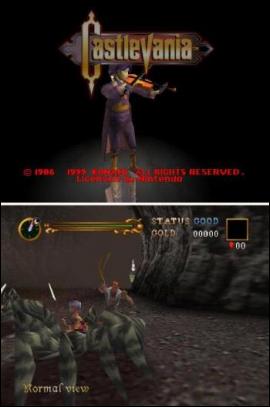 Castlevania
© 1986 1999 KONAMI ALL RIGHTS RESERVED.
Licensed by Nintendo
STATUS GOOD
GOLD 00000
00
Normal view